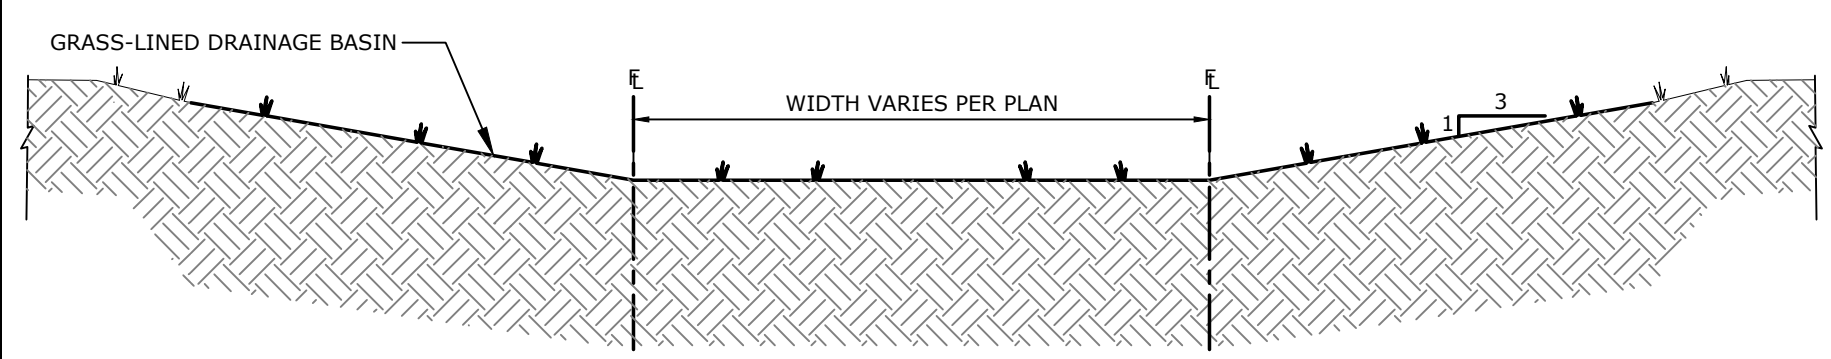 GRASS-LINED DRAINAGE BASIN
FL
FL
WIDTH VARIES PER PLAN
3
1